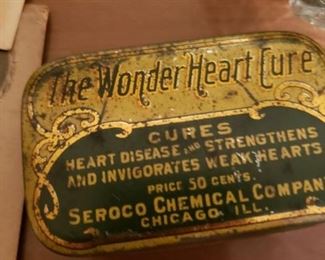 The Wonder Heart Cure
CURES
HEART DISEASE AND STRENGTHENS
AND INVIGORATES WEAK HEARTS
PRICE 50 CENTS.
SEROCO CHEMICAL COMPANY
CHICAGO, ILL.